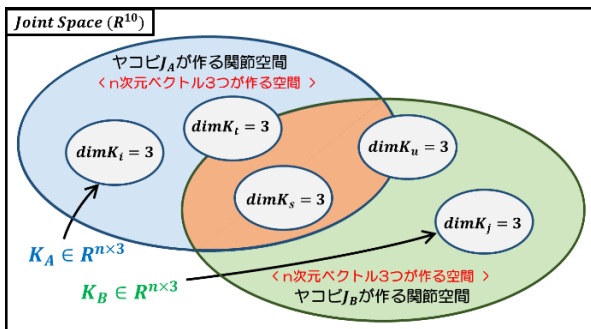 Joint Space (R¹⁰)
ヤコビJ_Aが作る関節空間
< n次元ベクトル3つが作る空間 >
dimK_t = 3
dimK_i = 3
dimK_u = 3
dimK_s = 3
dimK_j = 3
K_A ∈ R^{n×3}
K_B ∈ R^{n×3}
< n次元ベクトル3つが作る空間 >
ヤコビJ_Bが作る関節空間